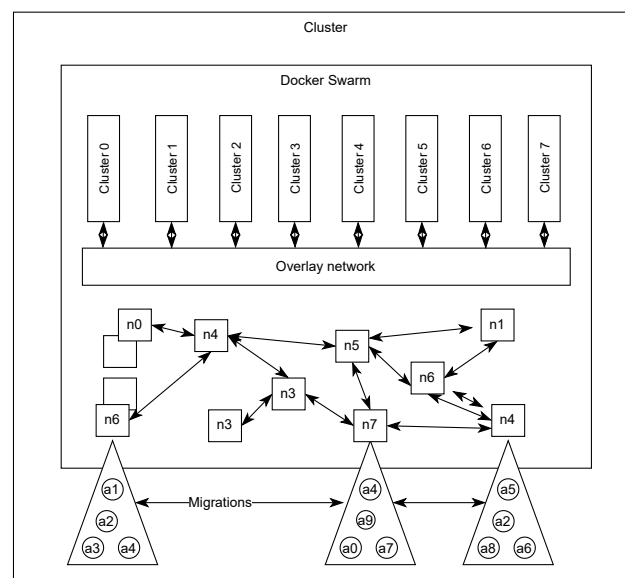 Cluster
Docker Swarm
Cluster 0
Cluster 1
Cluster 2
Cluster 3
Cluster 4
Cluster 5
Cluster 6
Cluster 7
Overlay network
n0
n4
n5
n1
n6
n3
n6
n3
n7
n4
a1
a2
a3 a4
Migrations
a4
a9
a0 a7
a5
a2
a8 a6